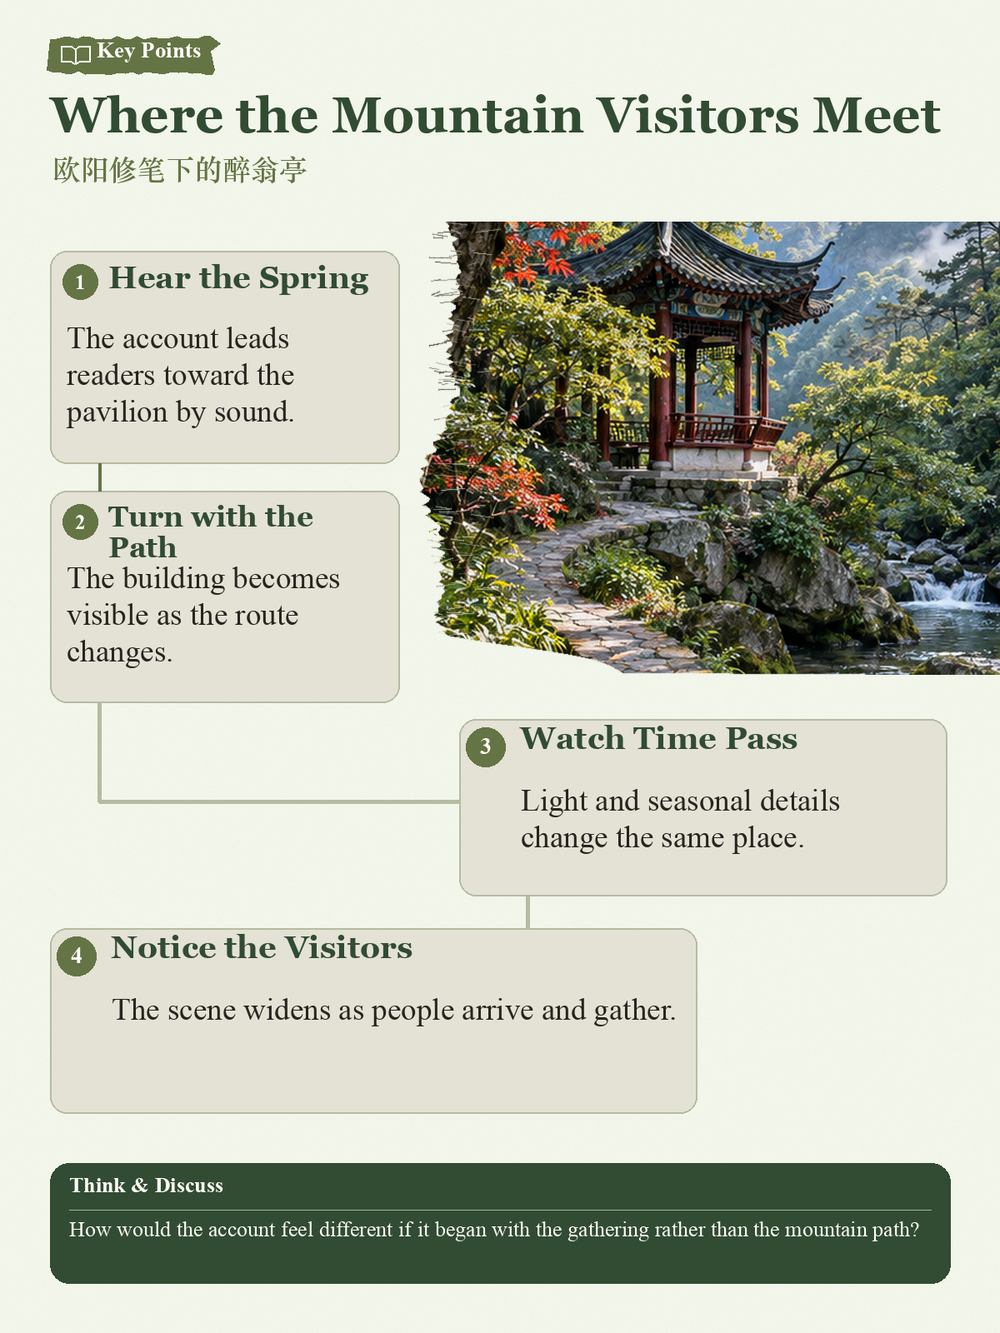 Key Points
Where the Mountain Visitors Meet
欧阳修笔下的醉翁亭
1 Hear the Spring
The account leads
readers toward the
pavilion by sound.
2 Turn with the
Path
The building becomes
visible as the route
changes.
3 Watch Time Pass
Light and seasonal details
change the same place.
4 Notice the Visitors
The scene widens as people arrive and gather.
Think & Discuss
How would the account feel different if it began with the gathering rather than the mountain path?